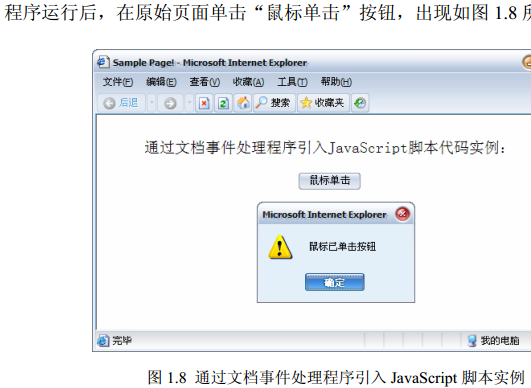 程序运行后，在原始页面单击“鼠标单击”按钮，出现如图 1.8
Sample Page! - Microsoft Internet Explorer
文件(F) 编辑(E) 查看(V) 收藏(A) 工具(T) 帮助(H)
后退 搜索 收藏夹
通过文档事件处理程序引入JavaScript脚本代码实例：
鼠标单击
Microsoft Internet Explorer
鼠标已单击按钮
确定
完毕 我的电脑
图 1.8 通过文档事件处理程序引入 JavaScript 脚本实例